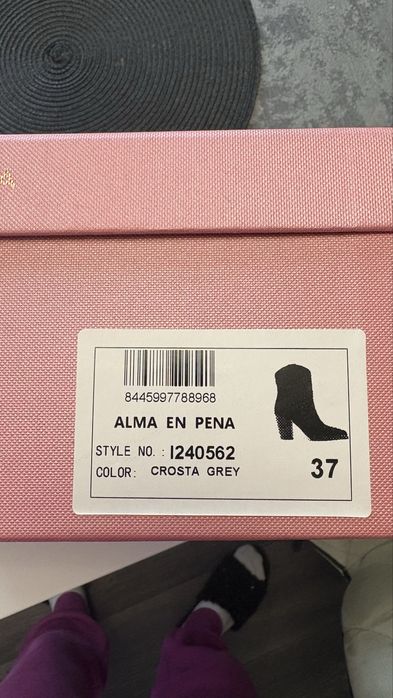 8445997788968
ALMA EN PENA
STYLE NO. : I240562
COLOR: CROSTA GREY
37